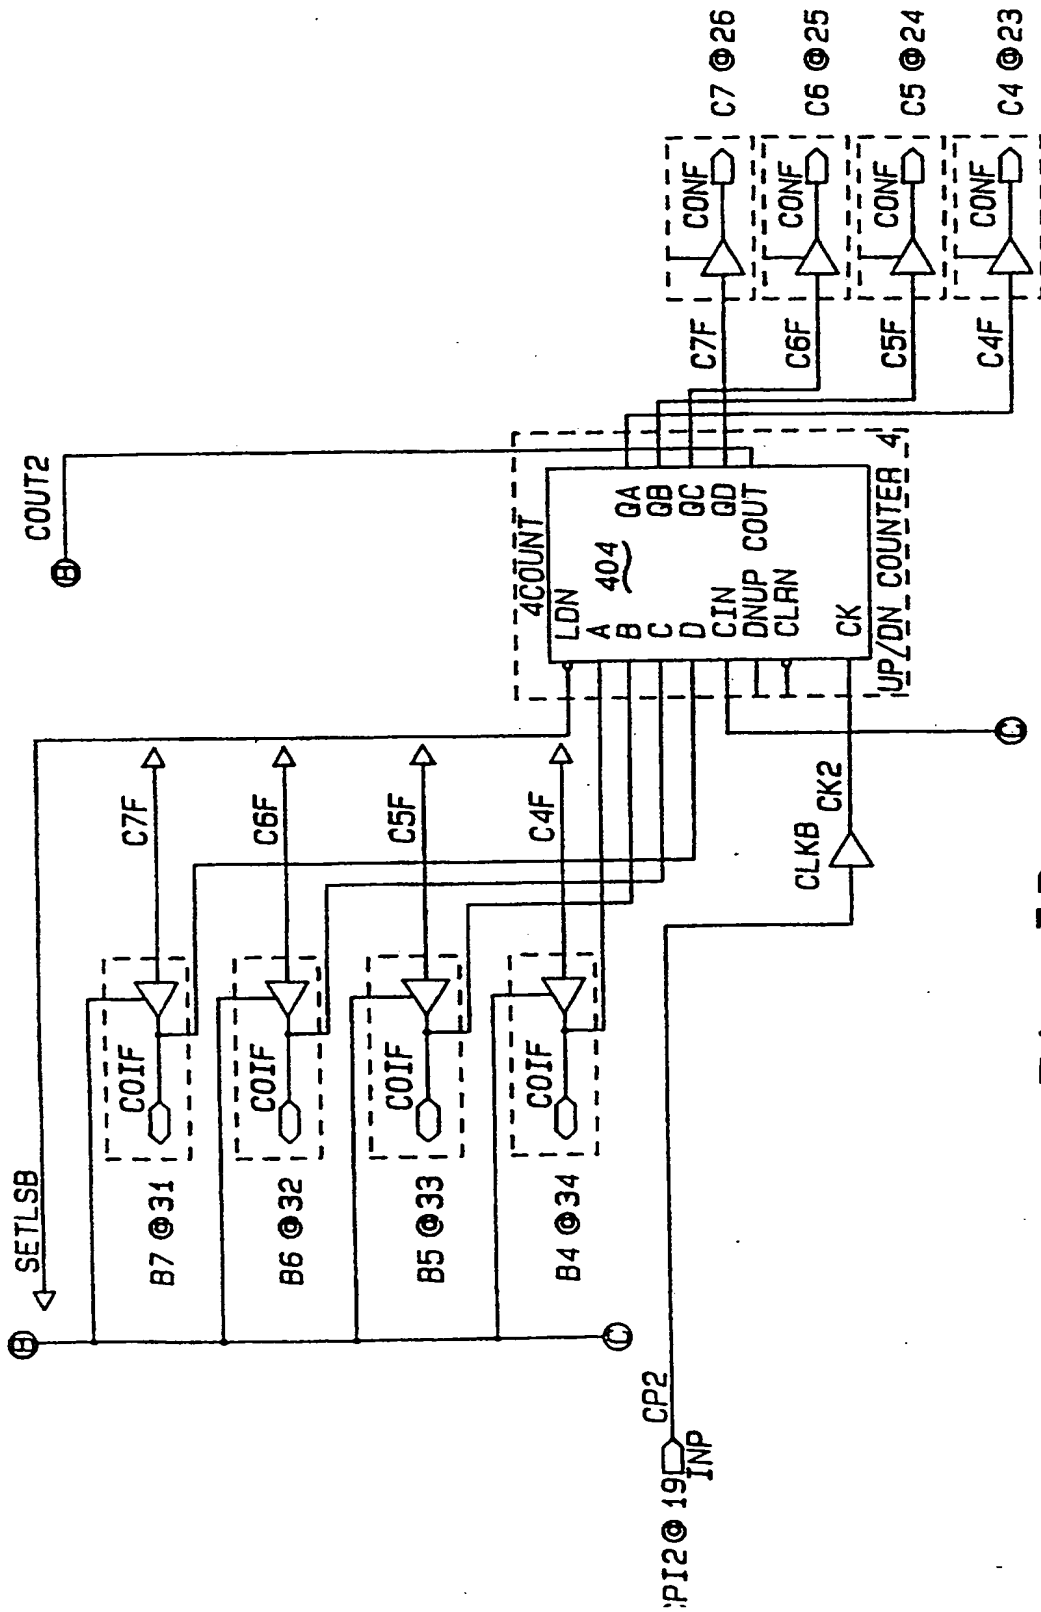 SETLSB
COUT2
B
B
B7 @31
COIF
C7F
B6 @32
COIF
C6F
B5 @33
COIF
C5F
B4 @34
COIF
C4F
C
4COUNT
LDN
A
B
C
D
CIN
DNUP
CLRN
CK
404
QA
QB
QC
QD
COUT
UP/DN COUNTER 4
C7F
CONF
C7 @26
C6F
CONF
C6 @25
C5F
CONF
C5 @24
C4F
CONF
C4 @23
PI2@19
INP
CP2
CLKB
CK2
C